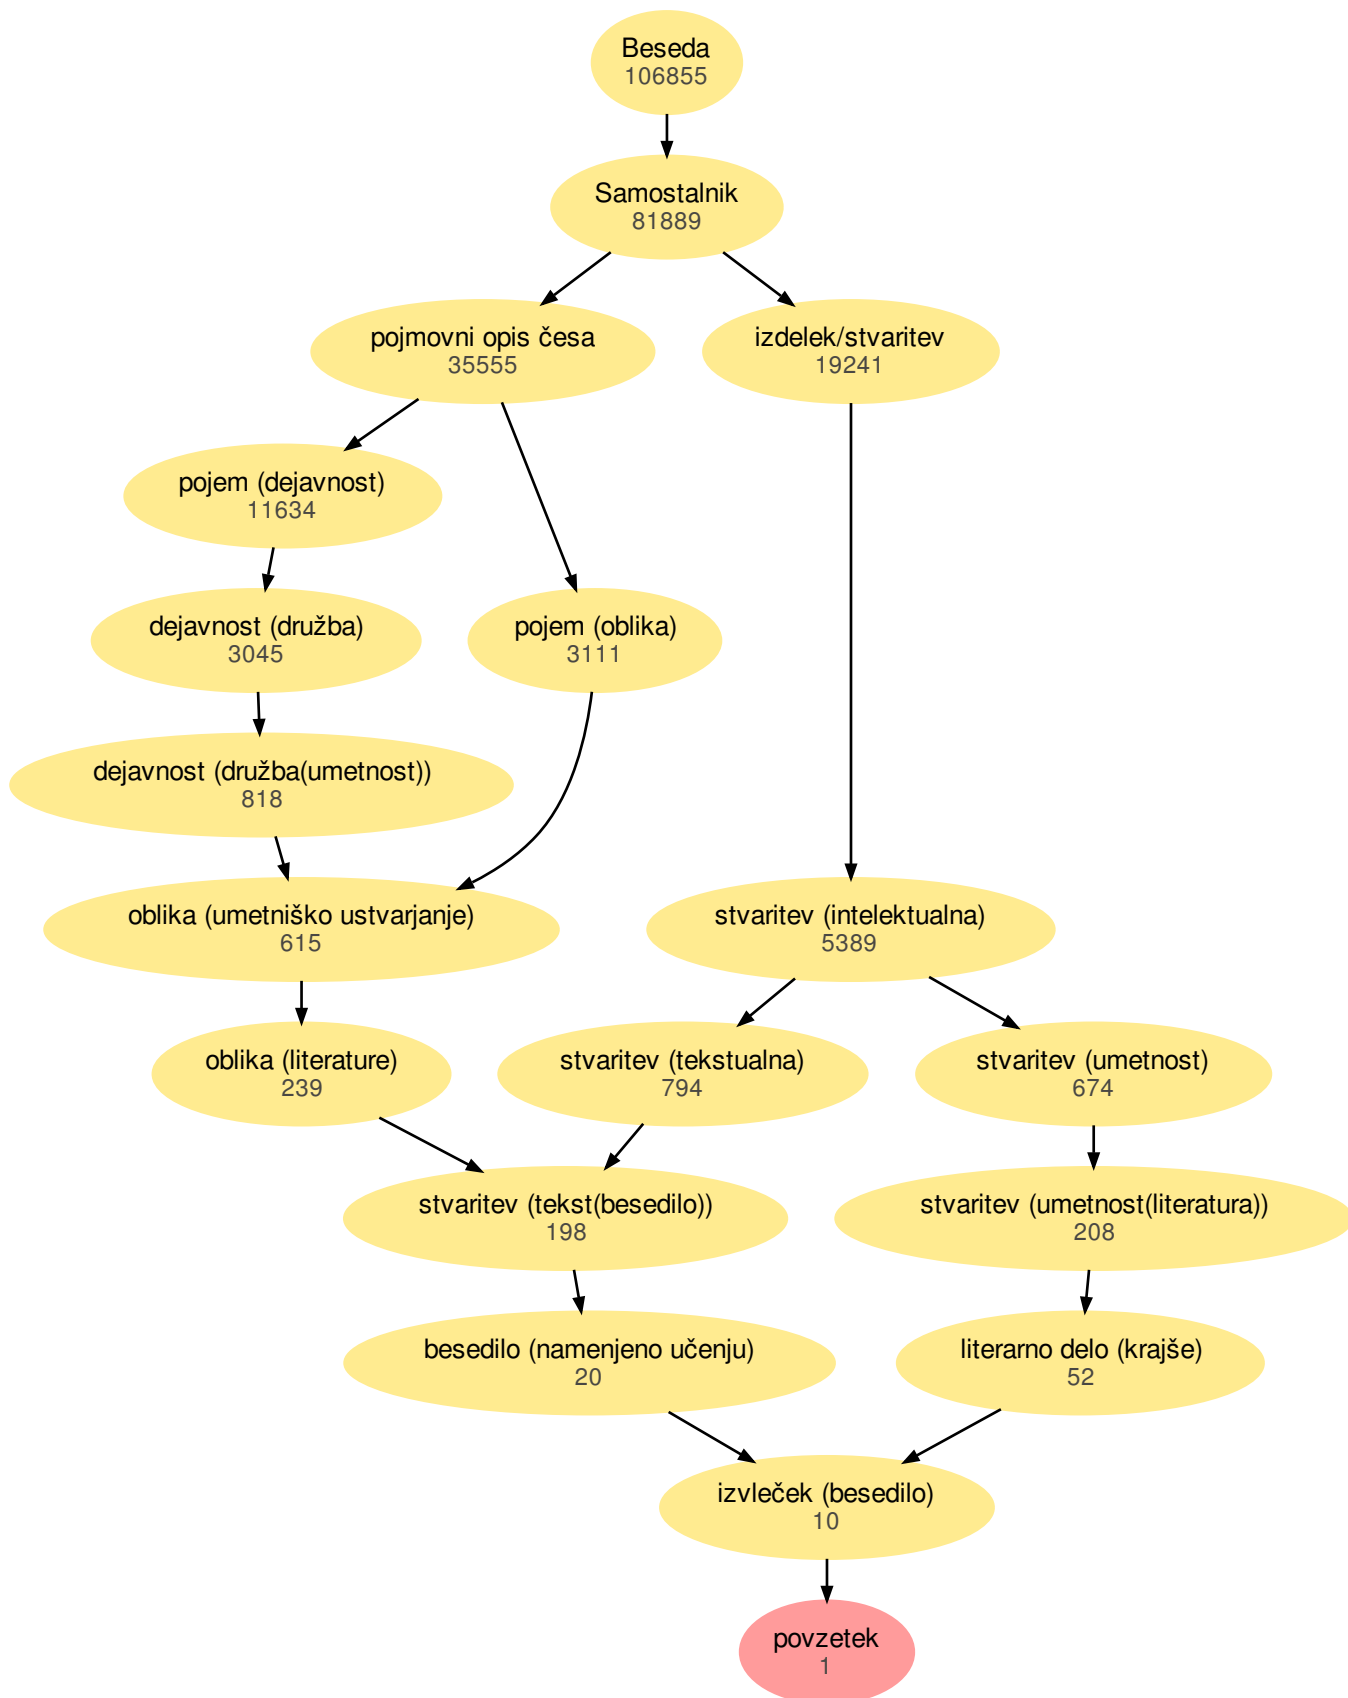 Beseda
106855
Samostalnik
81889
pojmovni opis česa
35555
izdelek/stvaritev
19241
pojem (dejavnost)
11634
dejavnost (družba)
3045
pojem (oblika)
3111
dejavnost (družba(umetnost))
818
oblika (umetniško ustvarjanje)
615
stvaritev (intelektualna)
5389
oblika (literature)
239
stvaritev (tekstualna)
794
stvaritev (umetnost)
674
stvaritev (tekst(besedilo))
198
stvaritev (umetnost(literatura))
208
besedilo (namenjeno učenju)
20
literarno delo (krajše)
52
izvleček (besedilo)
10
povzetek
1